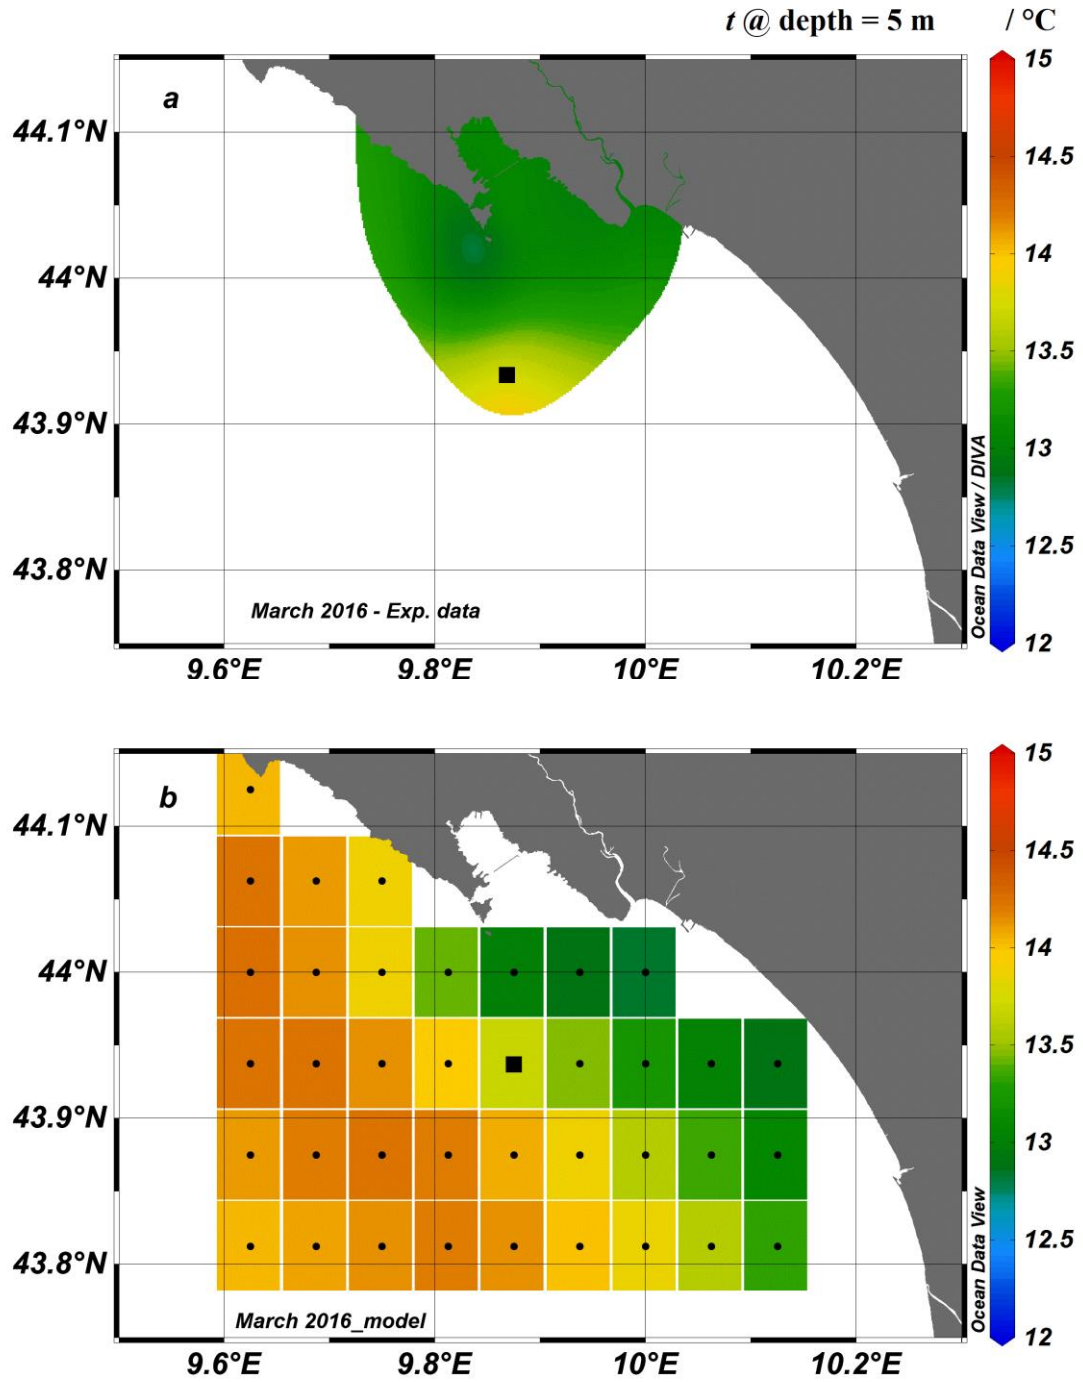 t @ depth = 5 m / °C
a
44.1°N
44°N
43.9°N
43.8°N
March 2016 - Exp. data
9.6°E 9.8°E 10°E 10.2°E
Ocean Data View / DIVA
15
14.5
14
13.5
13
12.5
12
b
44.1°N
44°N
43.9°N
43.8°N
March 2016_model
9.6°E 9.8°E 10°E 10.2°E
Ocean Data View
15
14.5
14
13.5
13
12.5
12